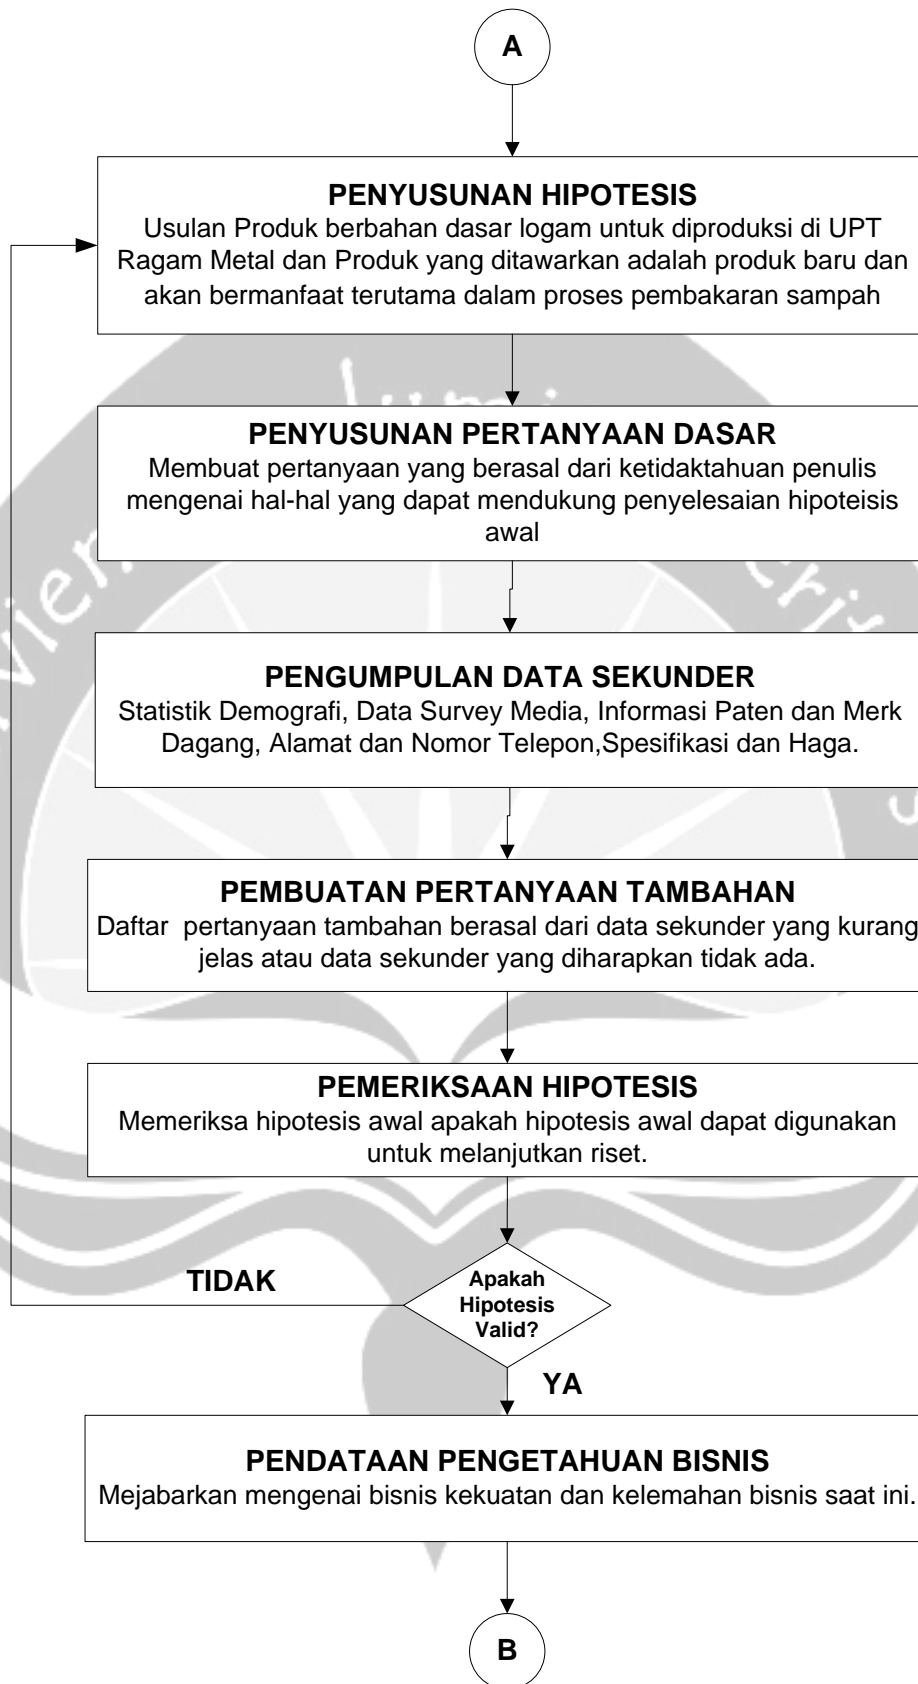 A
PENYUSUNAN HIPOTESIS
Usulan Produk berbahan dasar logam untuk diproduksi di UPT
Ragam Metal dan Produk yang ditawarkan adalah produk baru dan
akan bermanfaat terutama dalam proses pembakaran sampah
PENYUSUNAN PERTANYAAN DASAR
Membuat pertanyaan yang berasal dari ketidaktahuan penulis
mengenai hal-hal yang dapat mendukung penyelesaian hipoteisis
awal
PENGUMPULAN DATA SEKUNDER
Statistik Demografi, Data Survey Media, Informasi Paten dan Merk
Dagang, Alamat dan Nomor Telepon,Spesifikasi dan Haga.
PEMBUATAN PERTANYAAN TAMBAHAN
Daftar  pertanyaan tambahan berasal dari data sekunder yang kurang
jelas atau data sekunder yang diharapkan tidak ada.
PEMERIKSAAN HIPOTESIS
Memeriksa hipotesis awal apakah hipotesis awal dapat digunakan
untuk melanjutkan riset.
TIDAK
Apakah
Hipotesis
Valid?
YA
PENDATAAN PENGETAHUAN BISNIS
Mejabarkan mengenai bisnis kekuatan dan kelemahan bisnis saat ini.
B